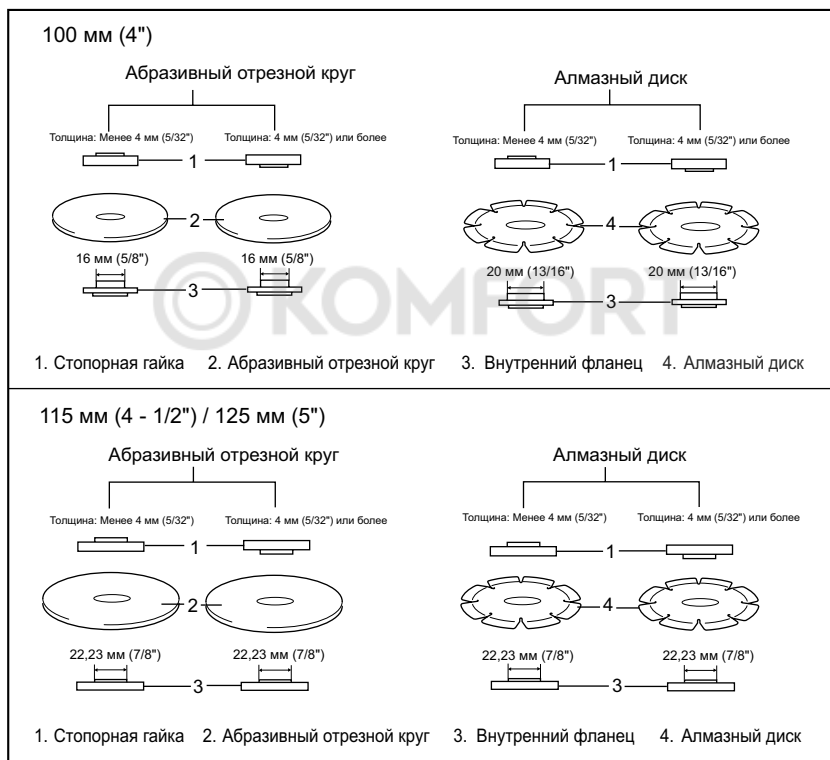 100 мм (4")
Абразивный отрезной круг
Алмазный диск
Толщина: Менее 4 мм (5/32") Толщина: 4 мм (5/32") или более
Толщина: Менее 4 мм (5/32") Толщина: 4 мм (5/32") или более
1
1
2
4
16 мм (5/8") 16 мм (5/8")
20 мм (13/16") 20 мм (13/16")
3
3
KOMFORT
1. Стопорная гайка 2. Абразивный отрезной круг 3. Внутренний фланец 4. Алмазный диск
115 мм (4 - 1/2") / 125 мм (5")
Абразивный отрезной круг
Алмазный диск
Толщина: Менее 4 мм (5/32") Толщина: 4 мм (5/32") или более
Толщина: Менее 4 мм (5/32") Толщина: 4 мм (5/32") или более
1
1
2
4
22,23 мм (7/8") 22,23 мм (7/8")
22,23 мм (7/8") 22,23 мм (7/8")
3
3
1. Стопорная гайка 2. Абразивный отрезной круг 3. Внутренний фланец 4. Алмазный диск